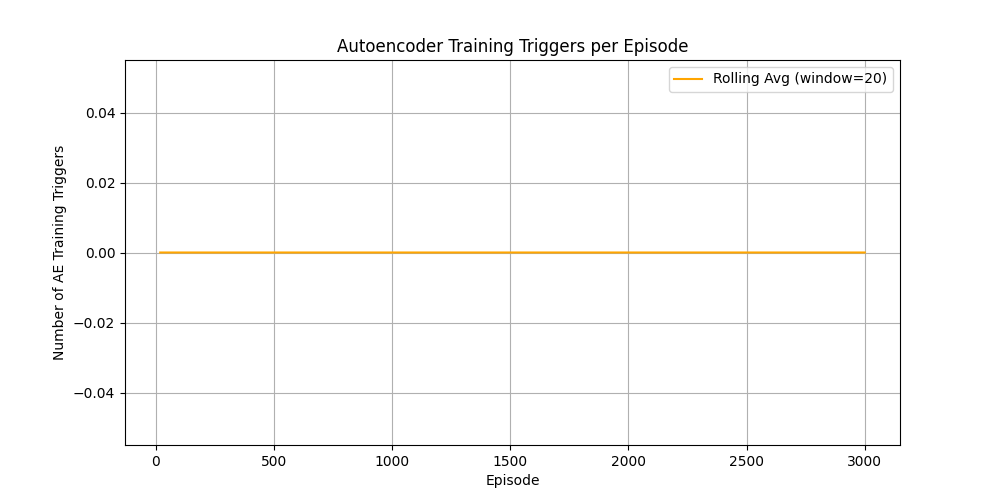 Autoencoder Training Triggers per Episode
Rolling Avg (window=20)
Number of AE Training Triggers
0.04
0.02
0.00
−0.02
−0.04
0 500 1000 1500 2000 2500 3000
Episode